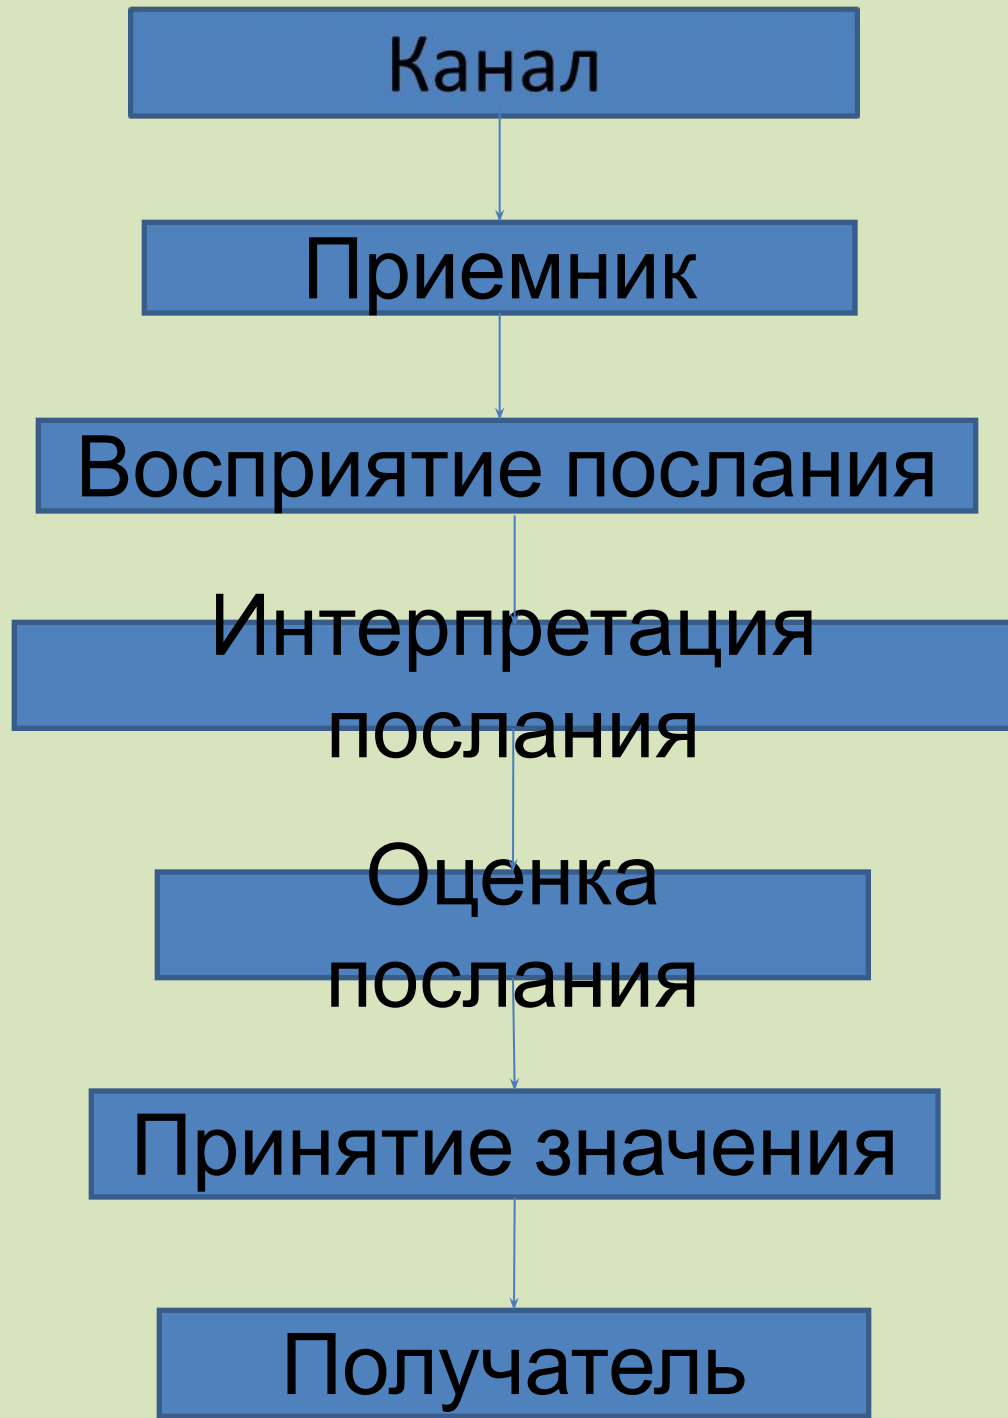 Канал
Приемник
Восприятие послания
Интерпретация
послания
Оценка
послания
Принятие значения
Получатель